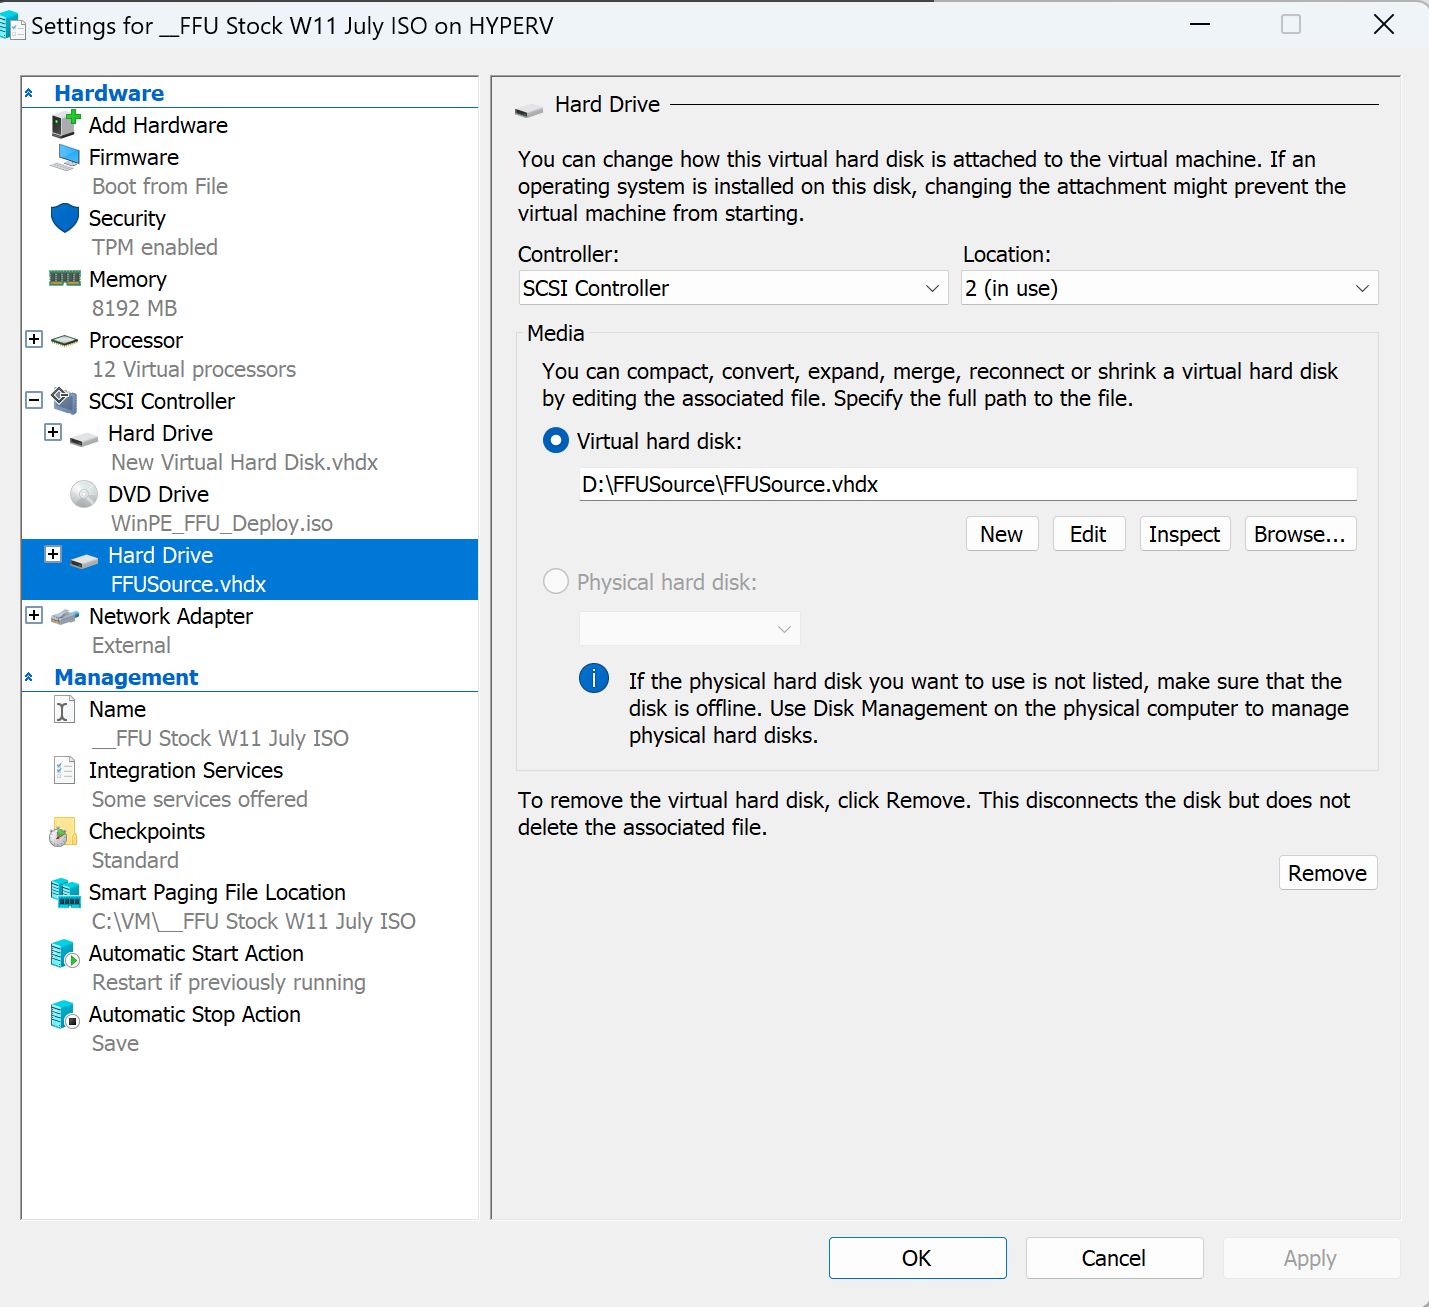 Settings for __FFU Stock W11 July ISO on HYPERV
Hardware
Add Hardware
Firmware
Boot from File
Security
TPM enabled
Memory
8192 MB
Processor
12 Virtual processors
SCSI Controller
Hard Drive
New Virtual Hard Disk.vhdx
DVD Drive
WinPE_FFU_Deploy.iso
Hard Drive
FFUSource.vhdx
Network Adapter
External
Management
Name
__FFU Stock W11 July ISO
Integration Services
Some services offered
Checkpoints
Standard
Smart Paging File Location
C:\VM\__FFU Stock W11 July ISO
Automatic Start Action
Restart if previously running
Automatic Stop Action
Save
Hard Drive
You can change how this virtual hard disk is attached to the virtual machine. If an
operating system is installed on this disk, changing the attachment might prevent the
virtual machine from starting.
Controller:
Location:
SCSI Controller
2 (in use)
Media
You can compact, convert, expand, merge, reconnect or shrink a virtual hard disk
by editing the associated file. Specify the full path to the file.
Virtual hard disk:
D:\FFUSource\FFUSource.vhdx
New
Edit
Inspect
Browse...
Physical hard disk:
If the physical hard disk you want to use is not listed, make sure that the
disk is offline. Use Disk Management on the physical computer to manage
physical hard disks.
To remove the virtual hard disk, click Remove. This disconnects the disk but does not
delete the associated file.
Remove
OK
Cancel
Apply